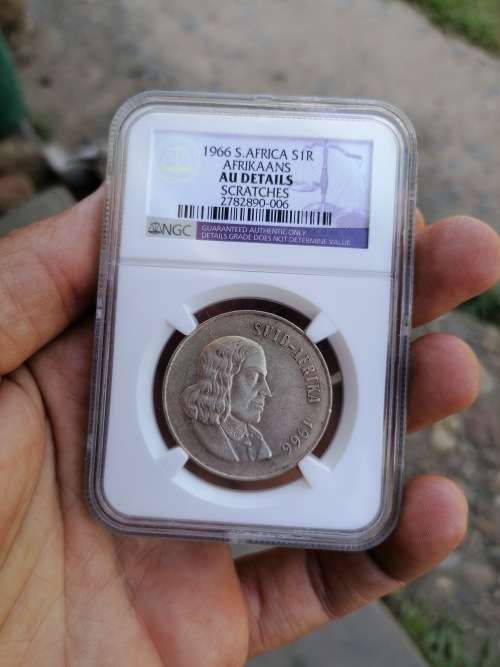 1966 S.AFRICA S1R
AFRIKAANS
AU DETAILS
SCRATCHES
2782890-006
NGC
GUARANTEED AUTHENTIC ONLY
DETAILS GRADE DOES NOT DETERMINE VALUE
SUID-AFRIKA
1966